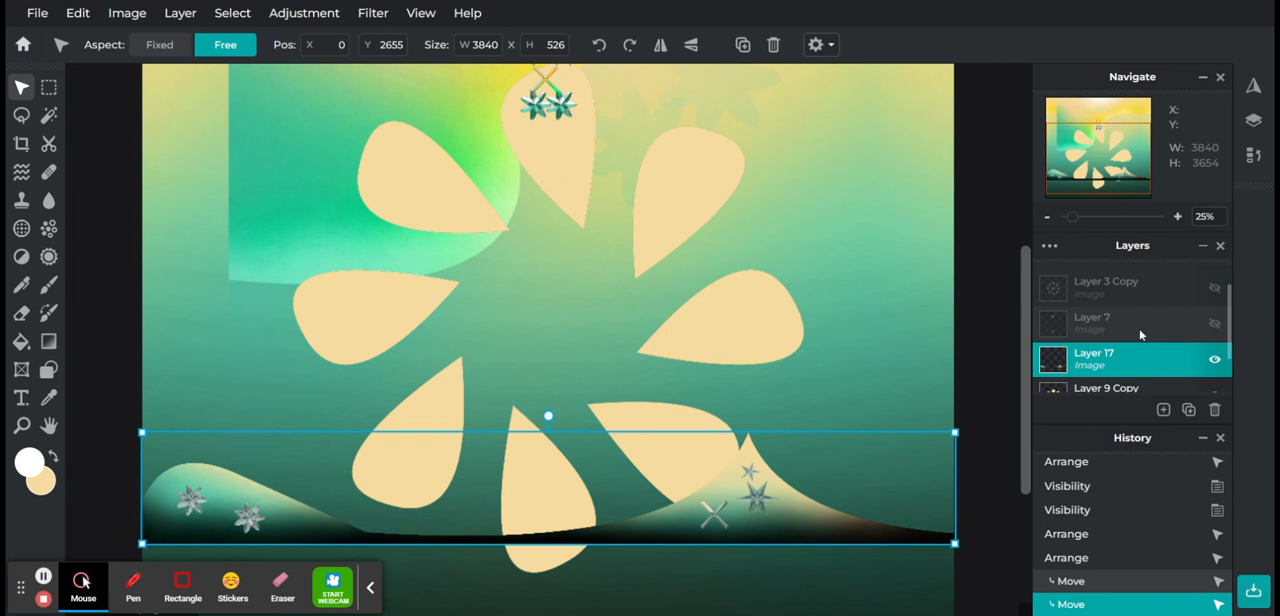 File Edit Image Layer Select Adjustment Filter View Help
Aspect: Fixed Free Pos: X 0 Y 2655 Size: W 3840 X H 526
Navigate
X:
Y:
W: 3840
H: 3654
- + 25%
Layers
Layer 3 Copy
Image
Layer 7
Image
Layer 17
Image
Layer 9 Copy
History
Arrange
Visibility
Visibility
Arrange
Arrange
Move
Move
T
START
WEBCAM
Mouse Pen Rectangle Stickers Eraser